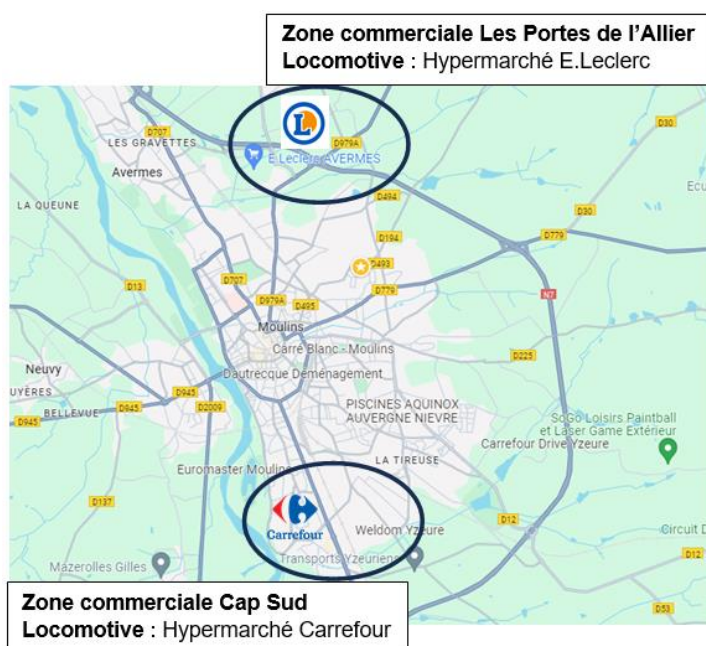 Zone commerciale Les Portes de l’Allier
Locomotive : Hypermarché E.Leclerc
D707
LES GRAVETTES
Avermes
L
E.Leclerc AVERMES
D979A
D30
LA QUEUNE
D494
D30
D194
D779
D13
D493
D707
D779
D979A
D495
N7
Moulins
Carré Blanc - Moulins
D225
Neuvy
Dautrecque Déménagement
D945
D945
D945
D2009
BELLEVUE
PISCINES AQUINOX
AUVERGNE NIEVRE
SoGo Loisirs Paintball
et Laser Game Extérieur
Carrefour Drive Yzeure
LA TIREUSE
Euromaster Moulins
D137
D12
Carrefour
Weldom Yzeure
Circuit D
Transports Yzeuriens
D12
Mazerolles Gilles
D53
Zone commerciale Cap Sud
Locomotive : Hypermarché Carrefour